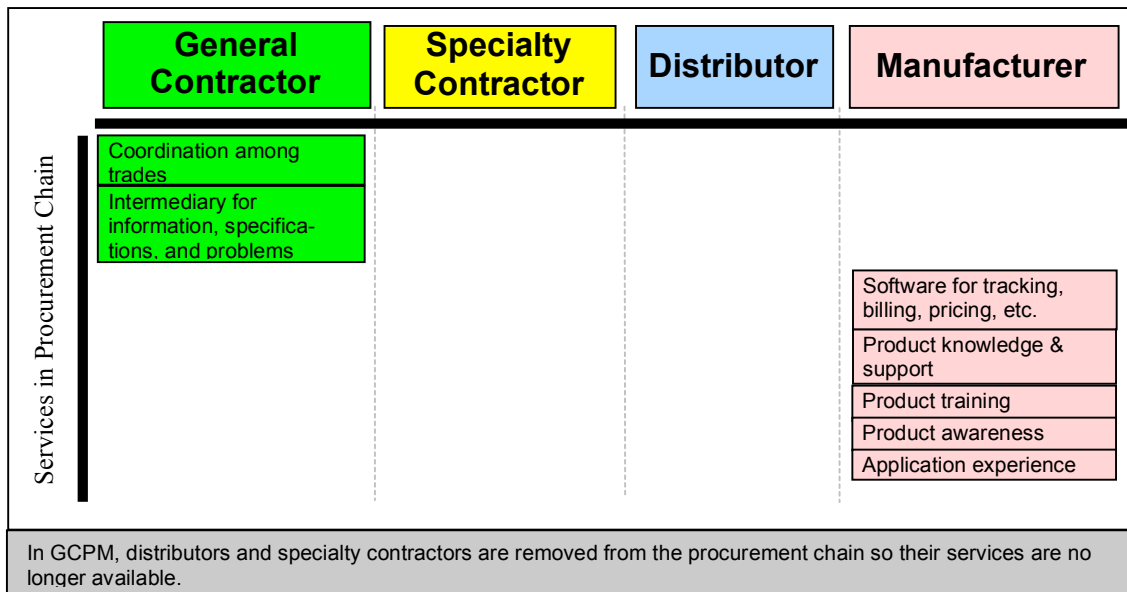 General
Contractor
Specialty
Contractor
Distributor
Manufacturer
Services in Procurement Chain
Coordination among
trades
Intermediary for
information, specifica-
tions, and problems
Software for tracking,
billing, pricing, etc.
Product knowledge &
support
Product training
Product awareness
Application experience
In GCPM, distributors and specialty contractors are removed from the procurement chain so their services are no
longer available.